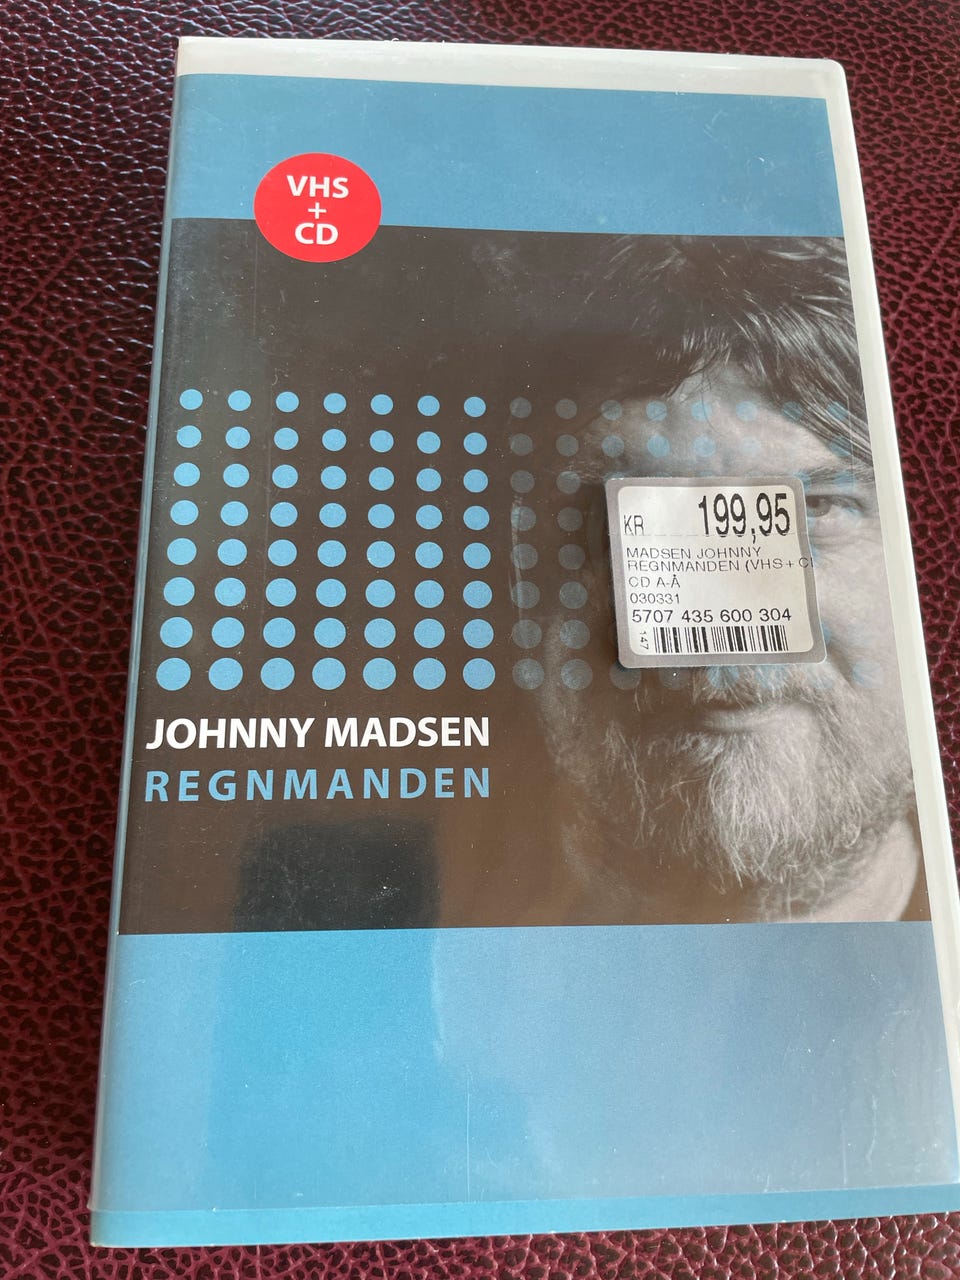 VHS
+
CD
KR 199,95
MADSEN JOHNNY
REGNMANDEN (VHS+C
CD A-Å
030331
5707 435 600 304
147
JOHNNY MADSEN
REGNMANDEN